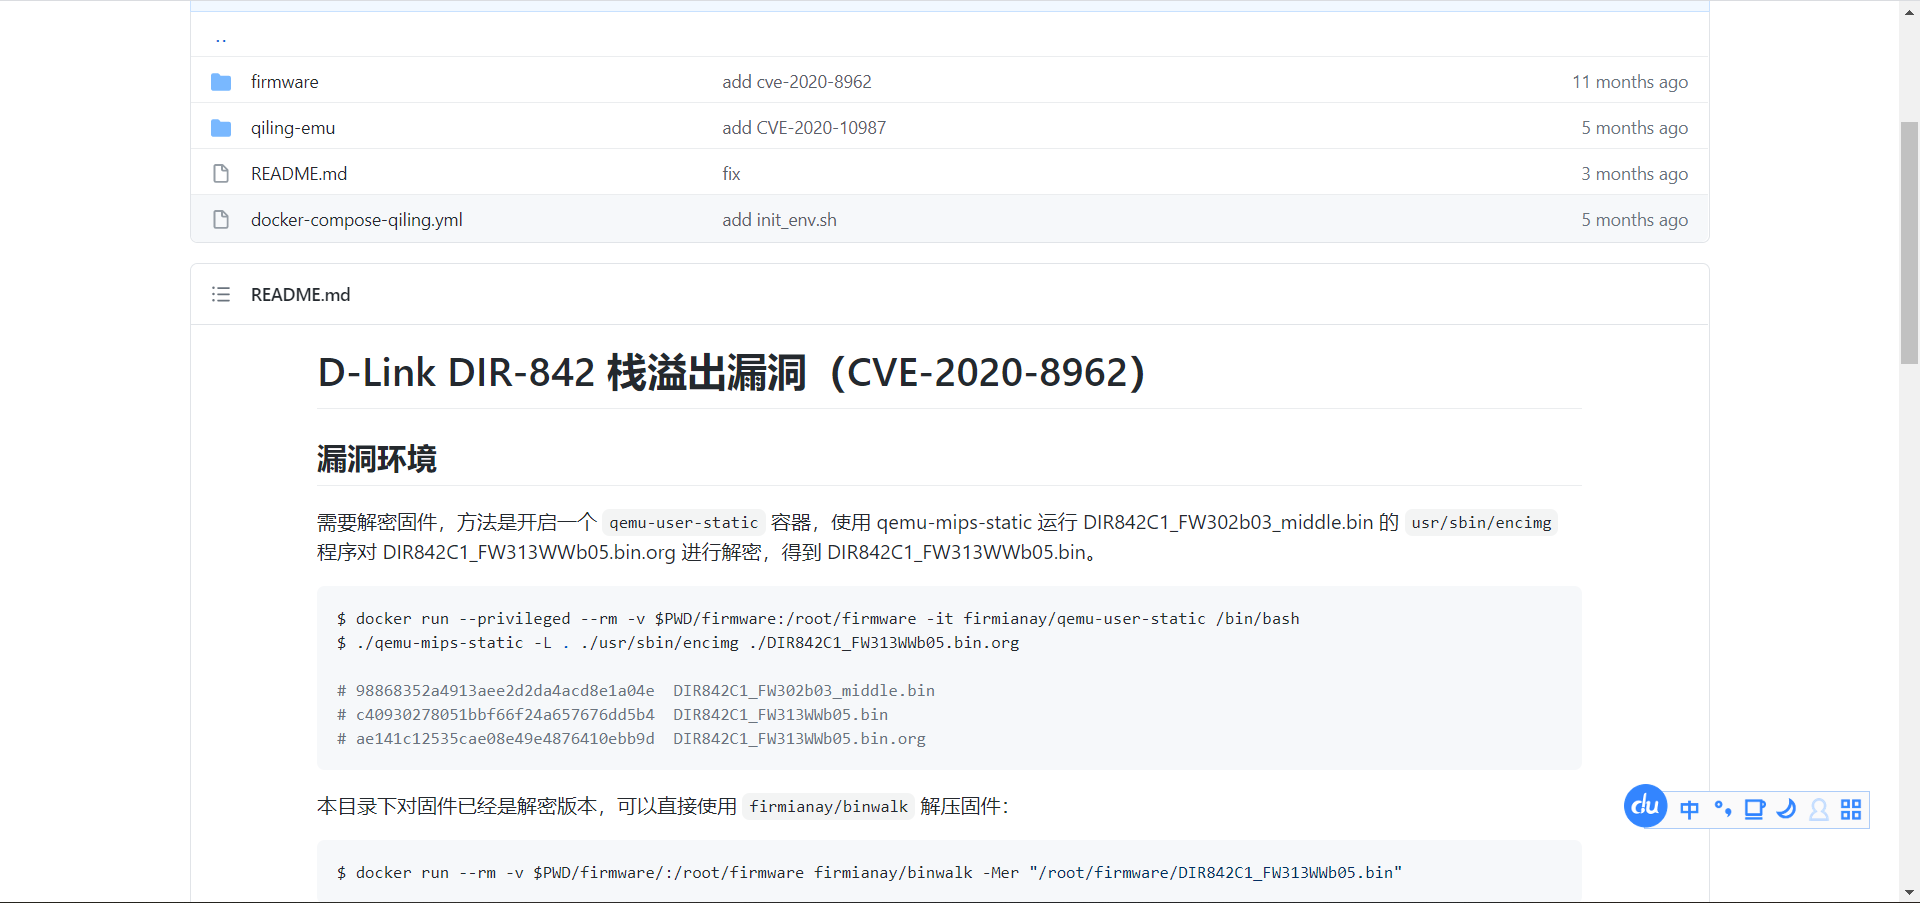 ..
firmware add cve-2020-8962 11 months ago
qiling-emu add CVE-2020-10987 5 months ago
README.md fix 3 months ago
docker-compose-qiling.yml add init_env.sh 5 months ago
README.md
D-Link DIR-842 栈溢出漏洞（CVE-2020-8962）
漏洞环境
需要解密固件，方法是开启一个 qemu-user-static 容器，使用 qemu-mips-static 运行 DIR842C1_FW302b03_middle.bin 的 usr/sbin/encimg
程序对 DIR842C1_FW313WWb05.bin.org 进行解密，得到 DIR842C1_FW313WWb05.bin。
$ docker run --privileged --rm -v $PWD/firmware:/root/firmware -it firmianay/qemu-user-static /bin/bash
$ ./qemu-mips-static -L . ./usr/sbin/encimg ./DIR842C1_FW313WWb05.bin.org
# 98868352a4913aee2d2da4acd8e1a04e  DIR842C1_FW302b03_middle.bin
# c40930278051bbf66f24a657676dd5b4  DIR842C1_FW313WWb05.bin
# ae141c12535cae08e49e4876410ebb9d  DIR842C1_FW313WWb05.bin.org
本目录下对固件已经是解密版本，可以直接使用 firmianay/binwalk 解压固件：
du 中 °,
$ docker run --rm -v $PWD/firmware/:/root/firmware firmianay/binwalk -Mer "/root/firmware/DIR842C1_FW313WWb05.bin"